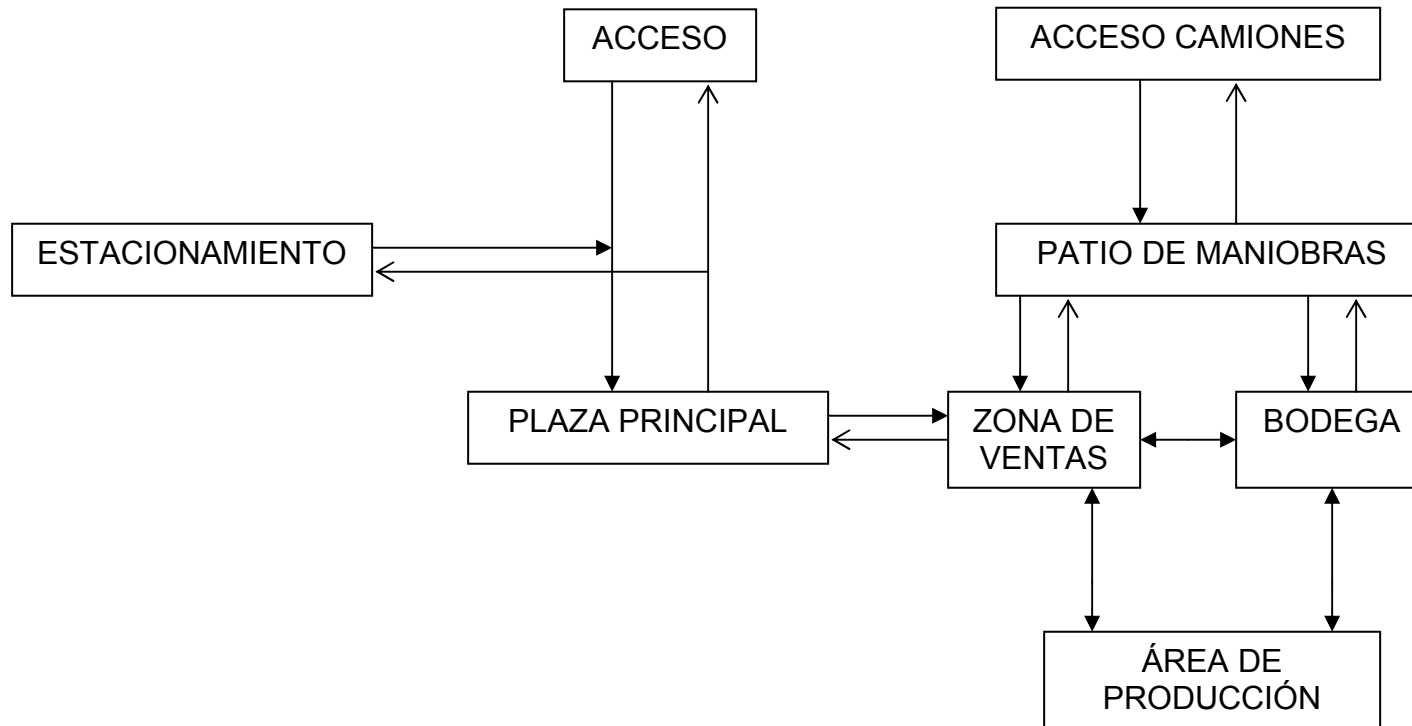 ACCESO
ACCESO CAMIONES
ESTACIONAMIENTO
PATIO DE MANIOBRAS
PLAZA PRINCIPAL
ZONA DE
VENTAS
BODEGA
ÁREA DE
PRODUCCIÓN